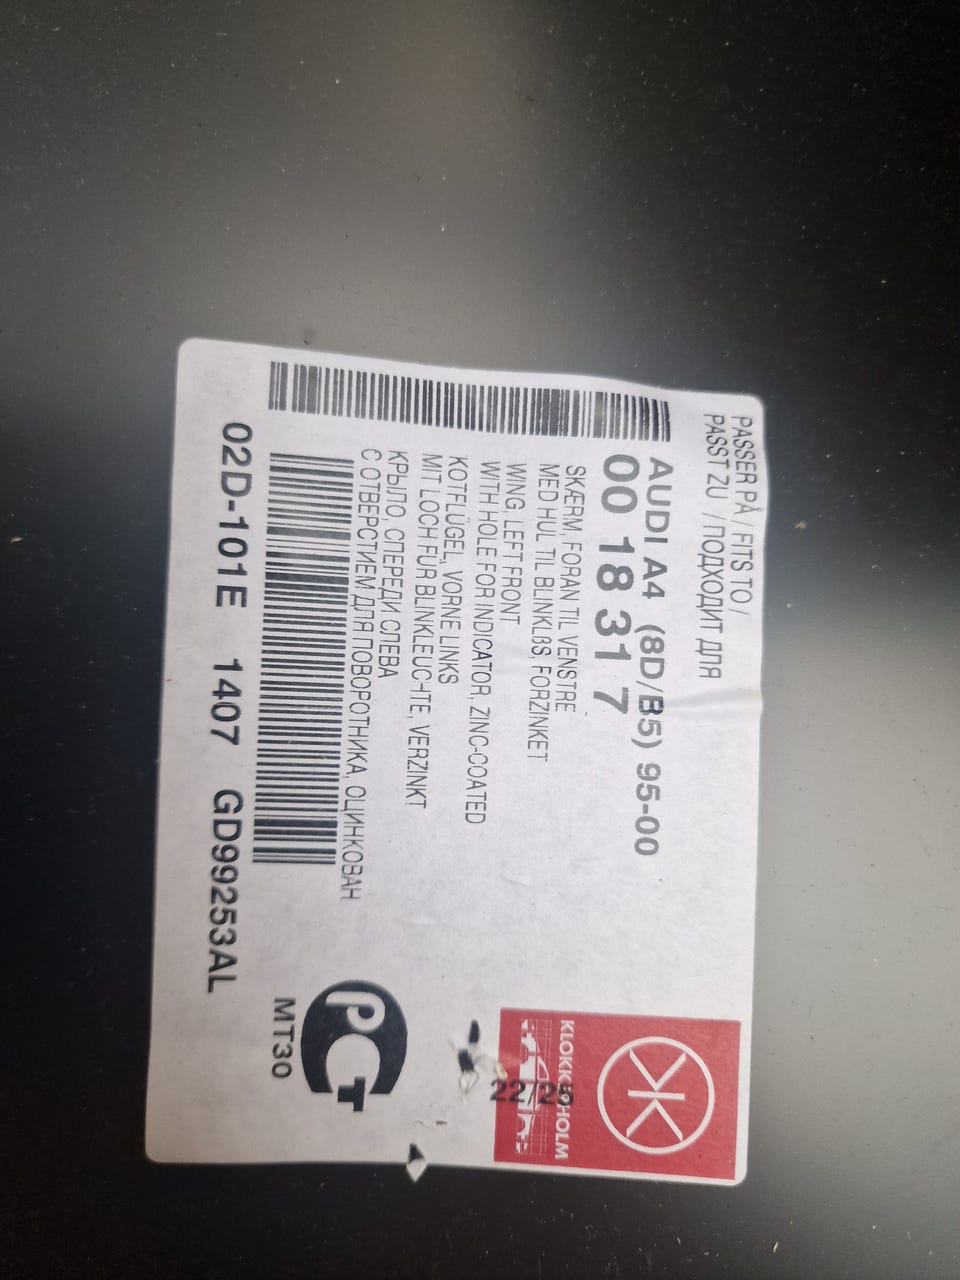 PASSER PÅ / FITS TO /
PASST ZU / ПОДХОДИТ ДЛЯ
AUDI A4 (8D/B5) 95-00
00 18 31 7
SKÆRM, FORAN TIL VENSTRE
MED HUL TIL BLINKLBS, FORZINKET
WING, LEFT FRONT
WITH HOLE FOR INDICATOR, ZINC-COATED
KOTFLÜGEL, VORNE LINKS
MIT LOCH FUR BLINKLEUCHTE, VERZINKT
КРЫЛО, СПЕРЕДИ СЛЕВА
С ОТВЕРСТИЕМ ДЛЯ ПОВОРОТНИКА, ОЦИНКОВАН
02D-101E 1407 GD99253AL
KLOKKERHOLM
22/25
РСТ
MT30